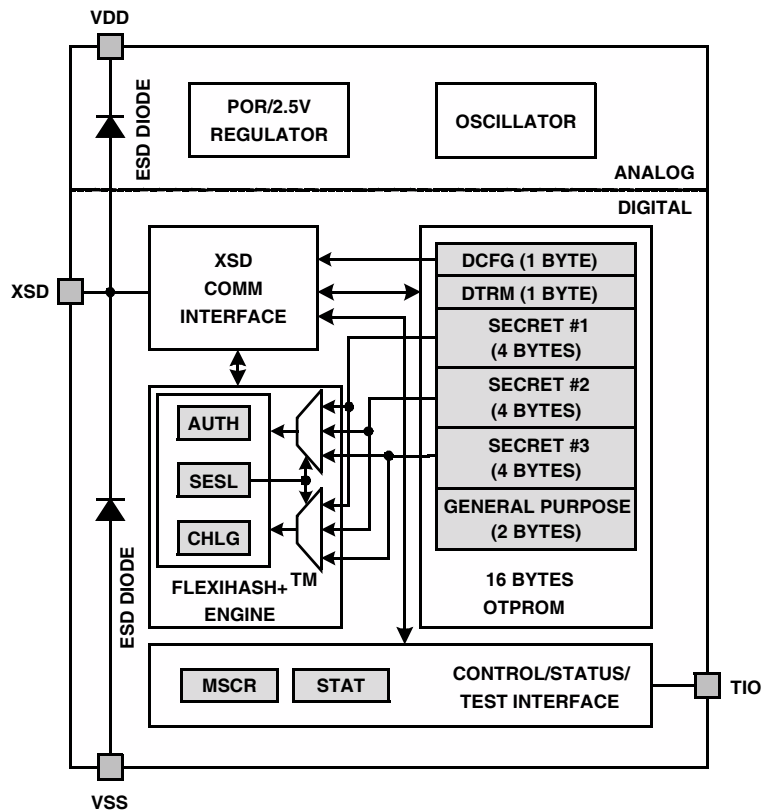 VDD
ESD DIODE
POR/2.5V
REGULATOR
OSCILLATOR
ANALOG
DIGITAL
XSD
XSD
COMM
INTERFACE
DCFG (1 BYTE)
DTRM (1 BYTE)
SECRET #1
(4 BYTES)
SECRET #2
(4 BYTES)
SECRET #3
(4 BYTES)
GENERAL PURPOSE
(2 BYTES)
16 BYTES
OTPROM
AUTH
SESL
CHLG
FLEXIHASH+ TM
ENGINE
ESD DIODE
MSCR
STAT
CONTROL/STATUS/
TEST INTERFACE
TIO
VSS